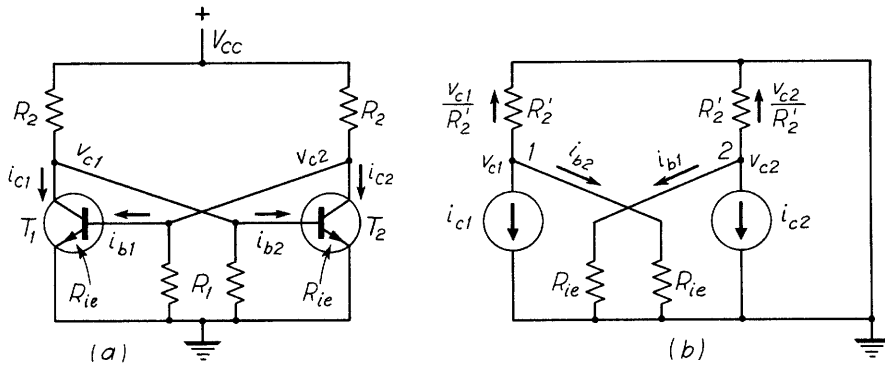 +
V_CC
R_2
R_2
v_c1
v_c2
i_c1
i_c2
T_1
T_2
i_b1
i_b2
R_ie
R_1
R_ie
(a)
v_c1
R_2'
R_2'
R_2'
v_c2
R_2'
v_c1
1
i_b2
i_b1
2
v_c2
i_c1
i_c2
R_ie
R_ie
(b)